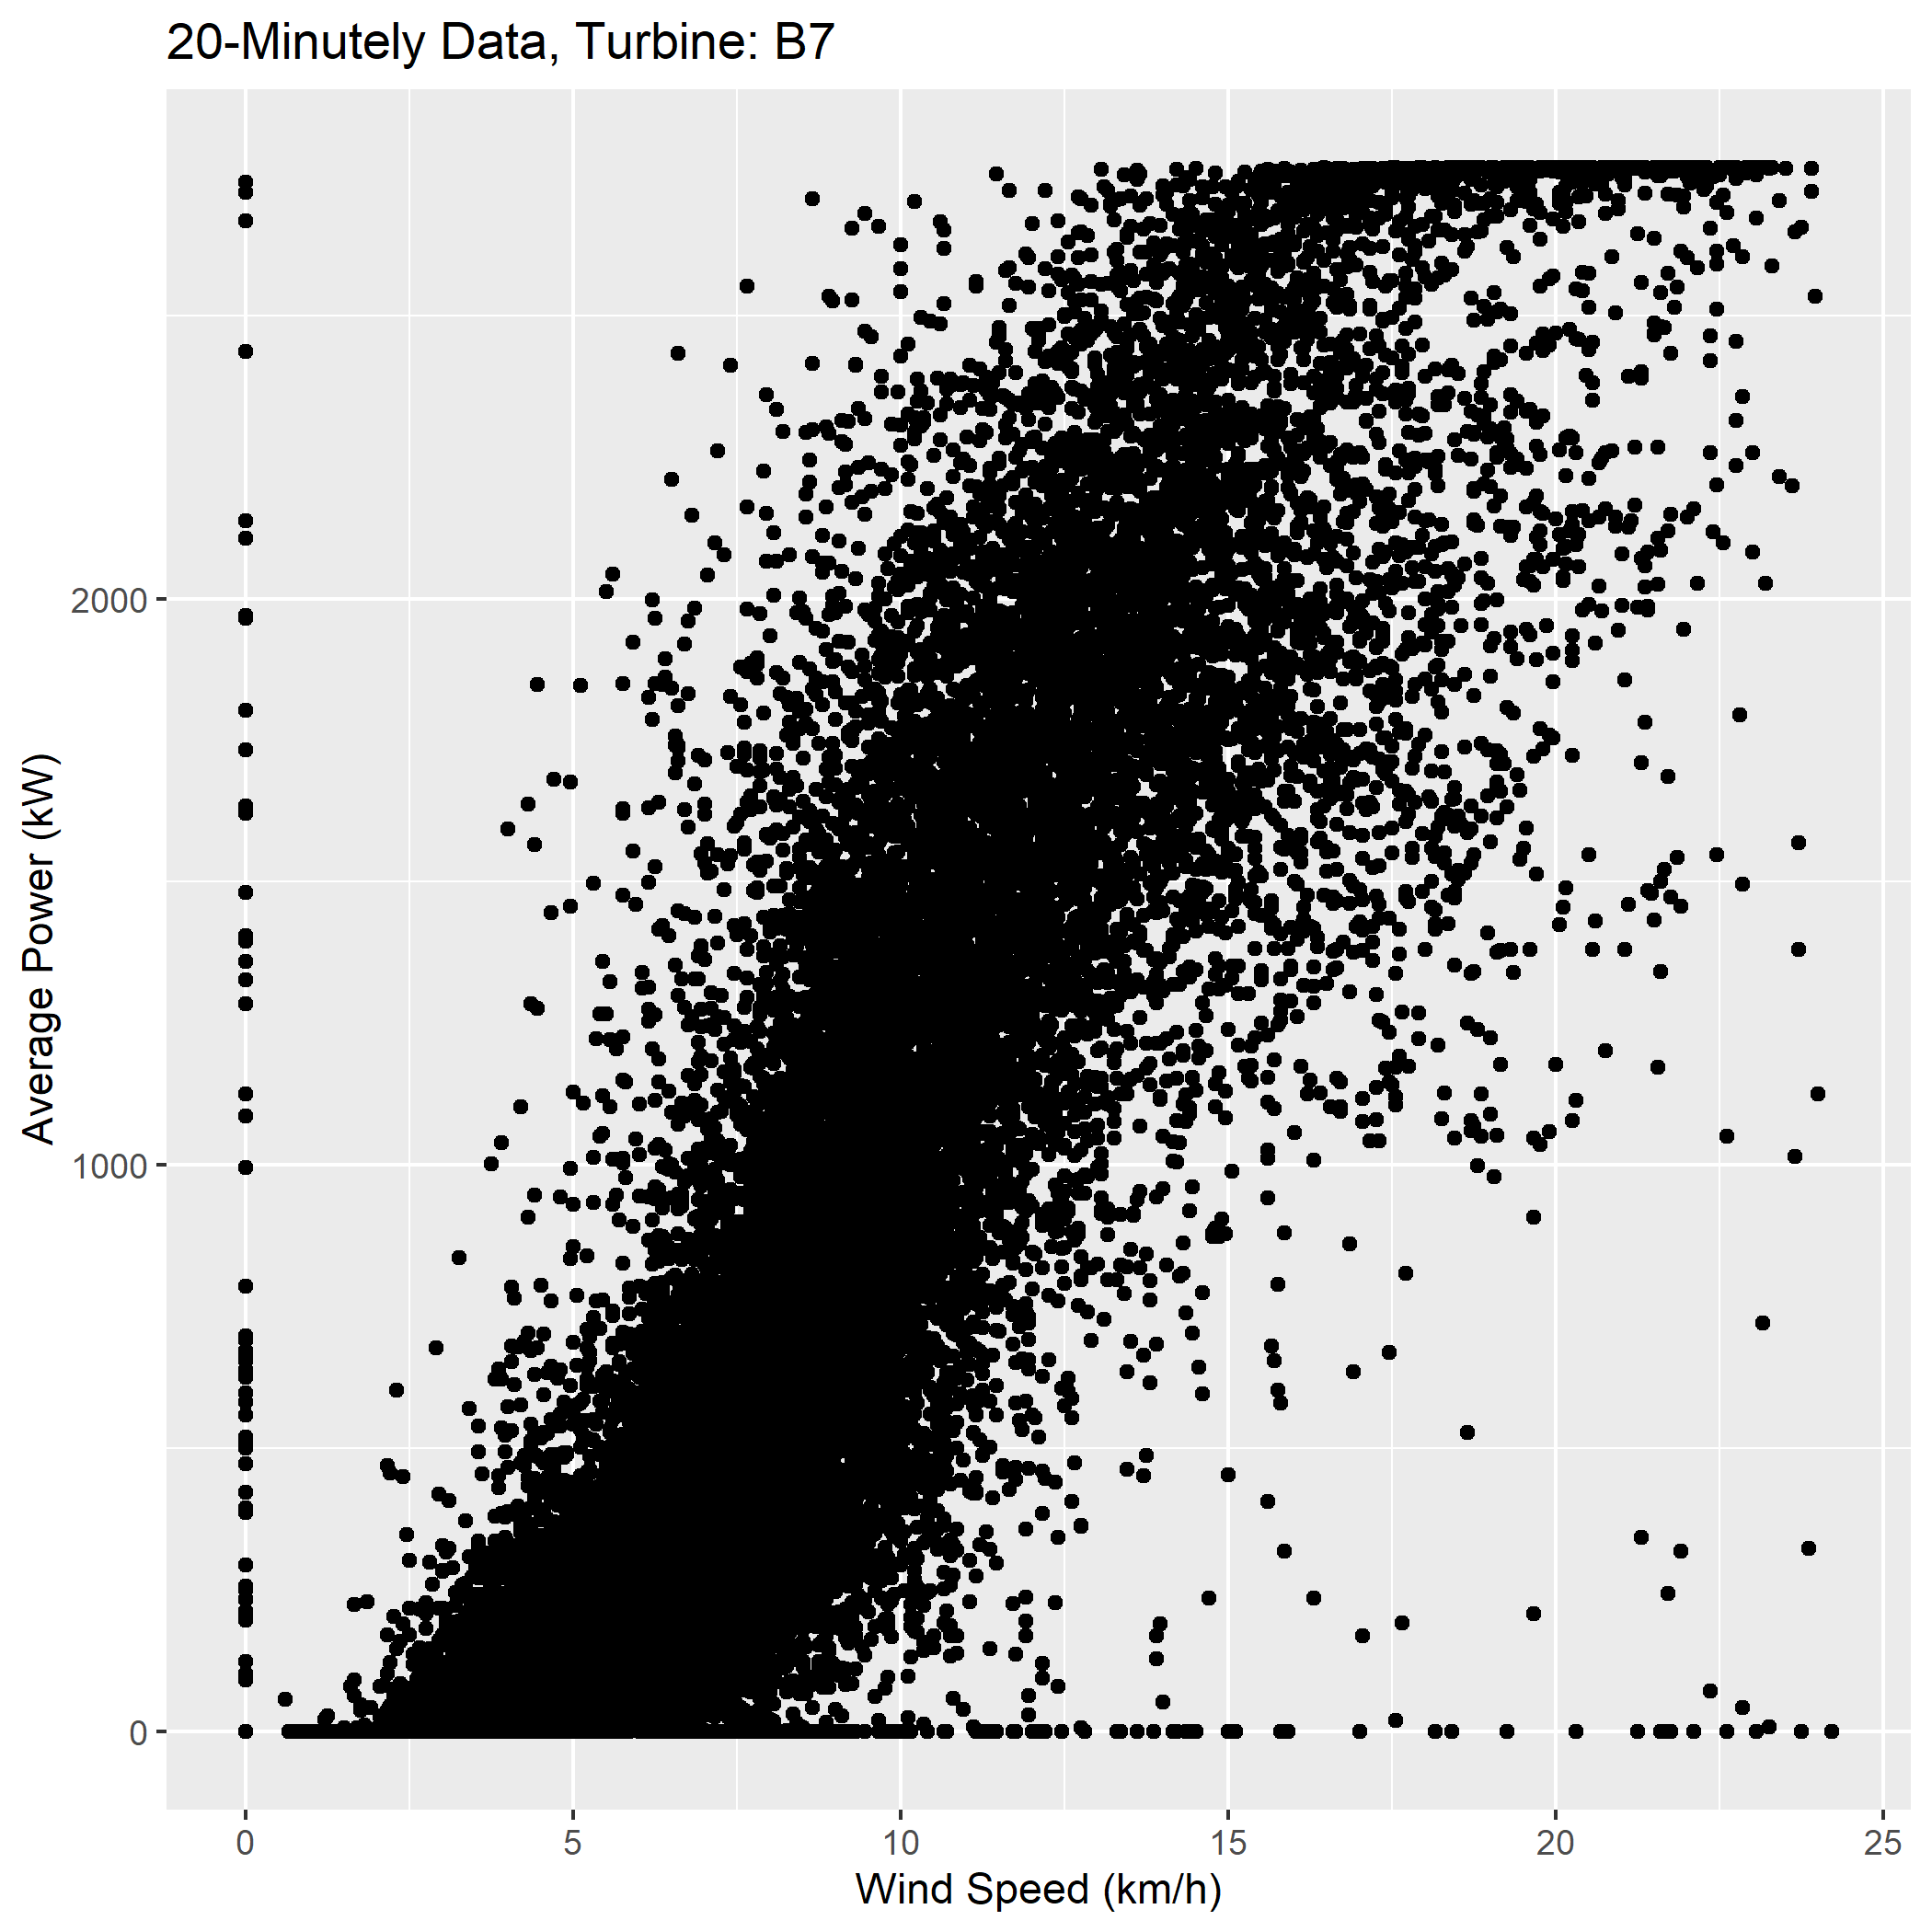 20-Minutely Data, Turbine: B7
Average Power (kW)
2000
1000
0
0 5 10 15 20 25
Wind Speed (km/h)